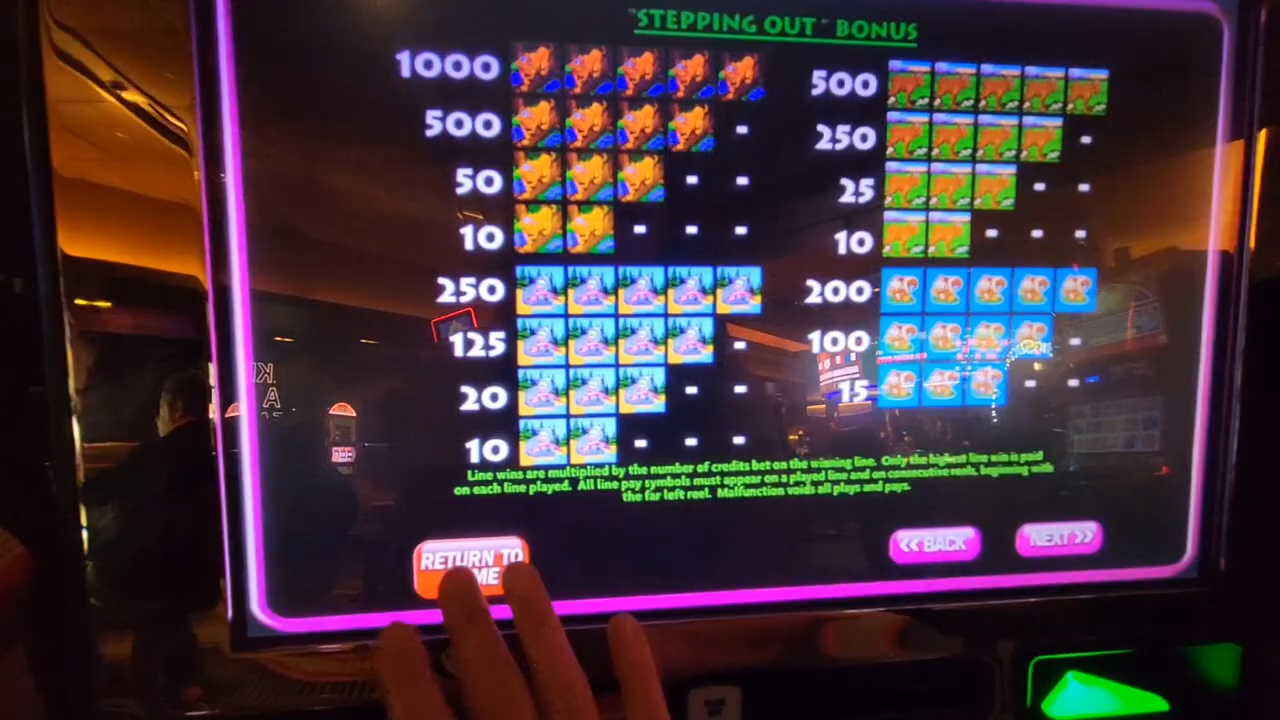 "STEPPING OUT" BONUS
1000
500
50
10
250
125
20
10
500
250
25
10
200
100
15
Line wins are multiplied by the number of credits bet on the winning line. Only the highest line win is paid
on each line played. All line pay symbols must appear on a played line and on consecutive reels, beginning with
the far left reel. Malfunction voids all plays and pays.
RETURN TO
<< BACK
NEXT >>